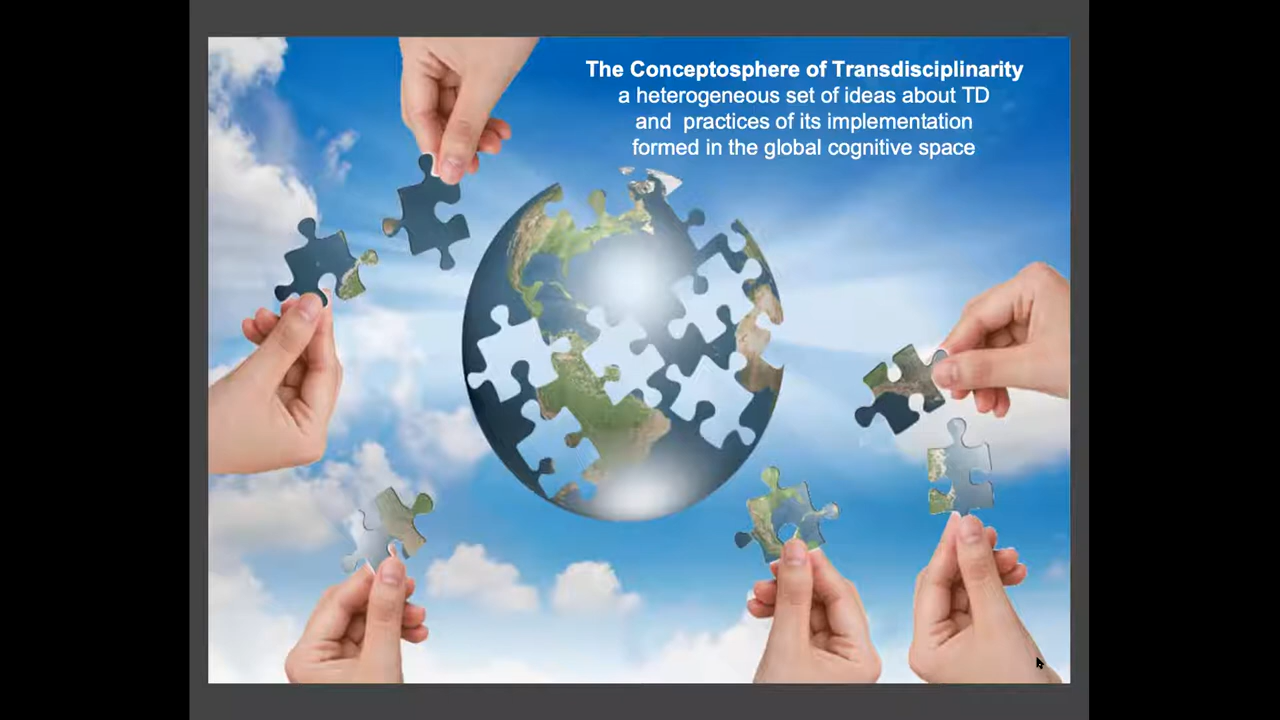 The Conceptosphere of Transdisciplinarity
a heterogeneous set of ideas about TD
and practices of its implementation
formed in the global cognitive space